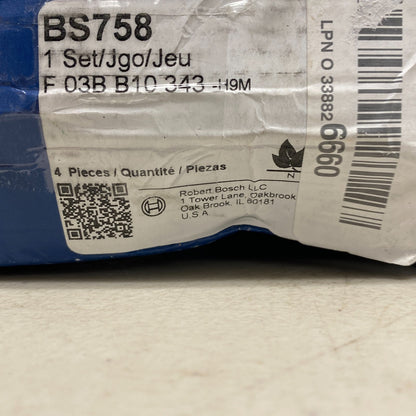 BS758
1 Set/Jgo/Jeu
F 03B B10 343 -H9M
4 Pieces / Quantité / Piezas
Robert Bosch LLC
1 Tower Lane, Oakbrook
Oak Brook, IL 60181
U.S.A.
LPN O 33882 6660